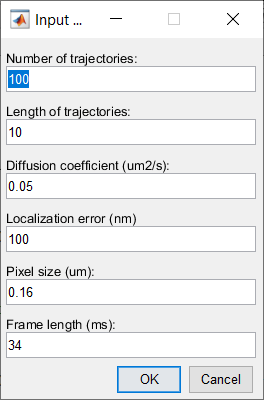 Input ...
Number of trajectories:
100
Length of trajectories:
10
Diffusion coefficient (um2/s):
0.05
Localization error (nm)
100
Pixel size (um):
0.16
Frame length (ms):
34
OK Cancel